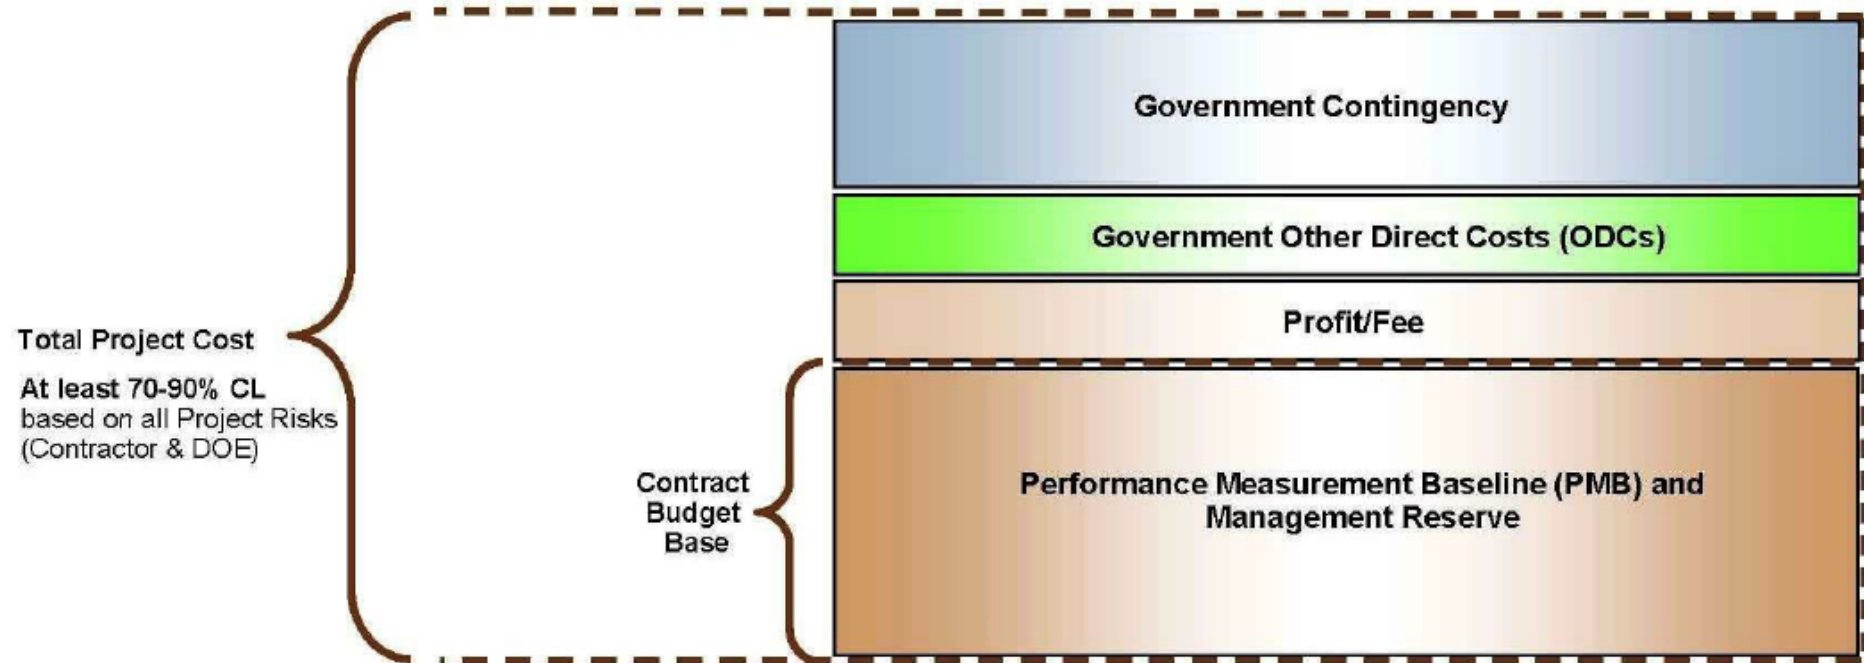 Government Contingency
Government Other Direct Costs (ODCs)
Profit/Fee
Total Project Cost
At least 70-90% CL
based on all Project Risks
(Contractor & DOE)
Contract
Budget
Base
Performance Measurement Baseline (PMB) and
Management Reserve